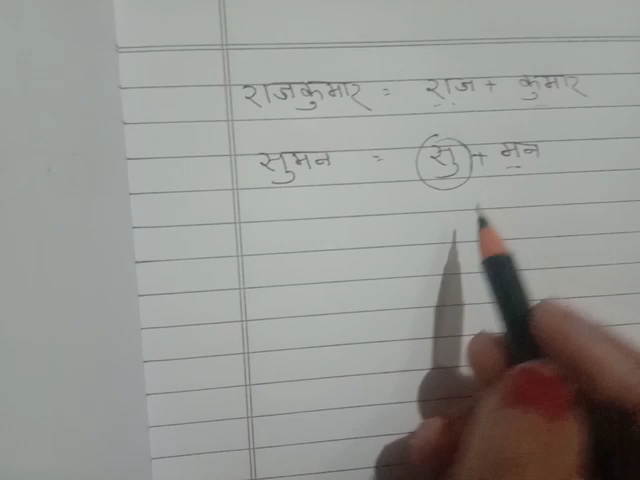 राजकुमार = राज + कुमार
सुमन = सु + मन